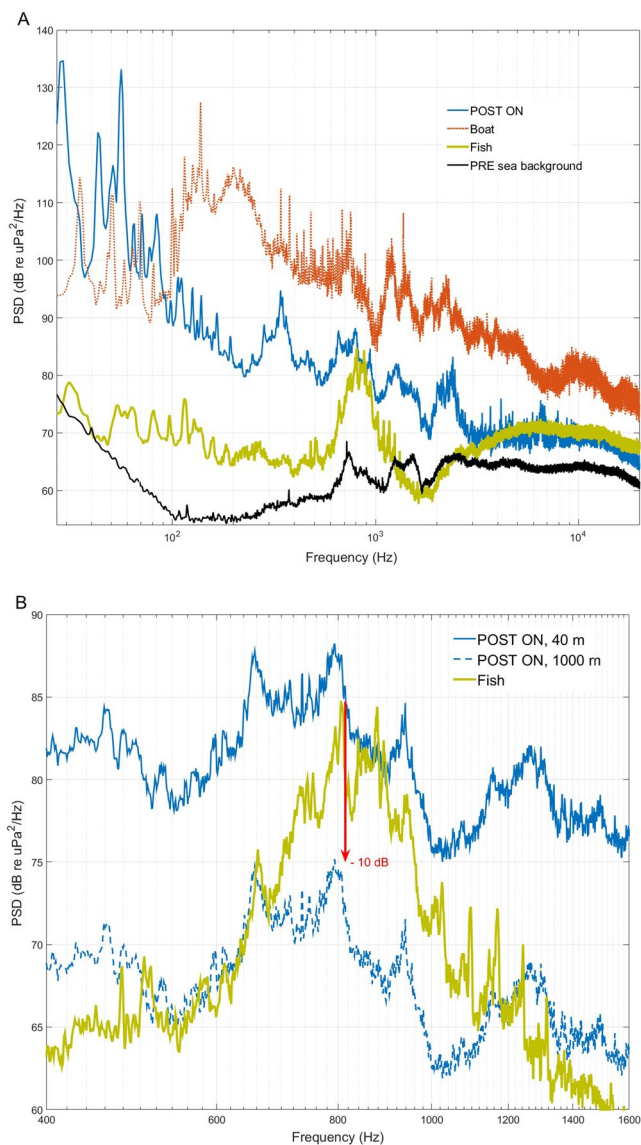 A
140
130
120
110
100
90
80
70
60
PSD (dB re uPa²/Hz)
POST ON
Boat
Fish
PRE sea background
10² 10³ 10⁴
Frequency (Hz)
B
90
85
80
75
70
65
60
PSD (dB re uPa²/Hz)
POST ON, 40 m
POST ON, 1000 m
Fish
- 10 dB
400 600 800 1000 1200 1400 1600
Frequency (Hz)